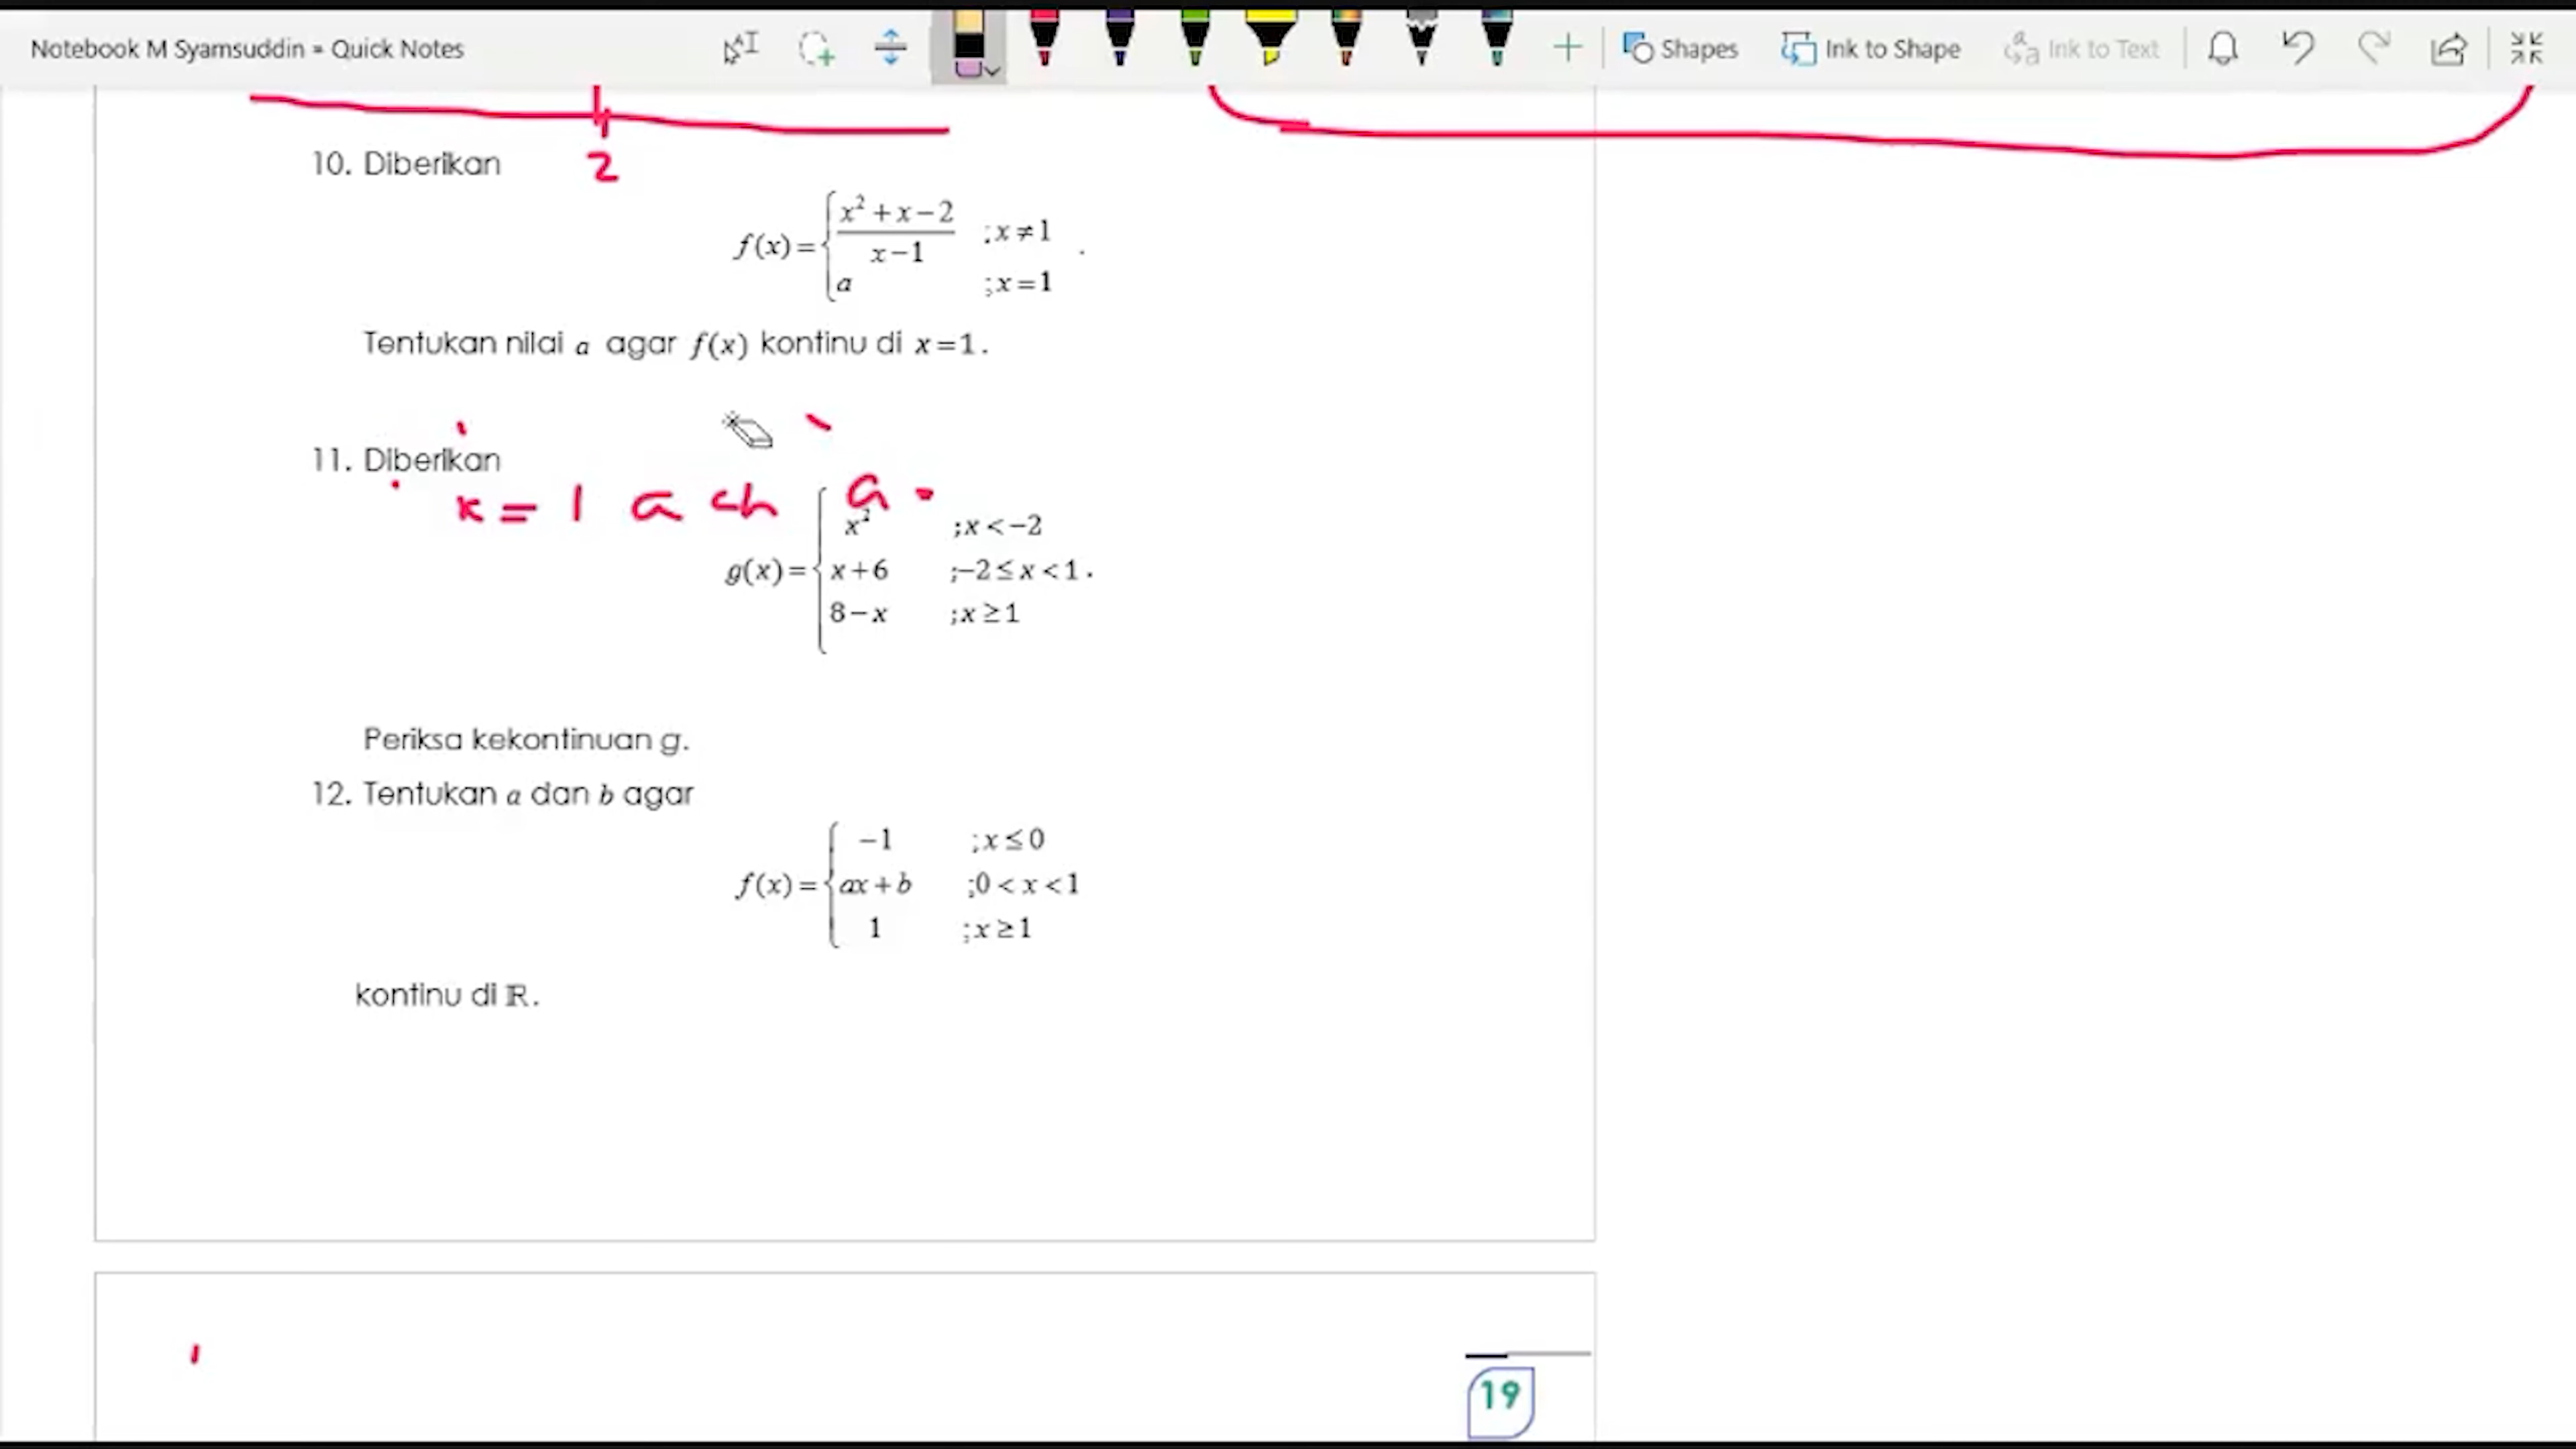 Notebook M Syamsuddin » Quick Notes
Shapes
Ink to Shape
Ink to Text
2
10. Diberikan
f(x)={ (x²+x−2)/(x−1) ;x≠1 .
a ;x=1
Tentukan nilai a agar f(x) kontinu di x=1.
11. Diberikan
x = 1 a
x² ;x<−2
g(x)={ x+6 ;−2≤x<1.
8−x ;x≥1
Periksa kekontinuan g.
12. Tentukan a dan b agar
−1 ;x≤0
f(x)={ ax+b ;0<x<1
1 ;x≥1
kontinu di ℝ.
19